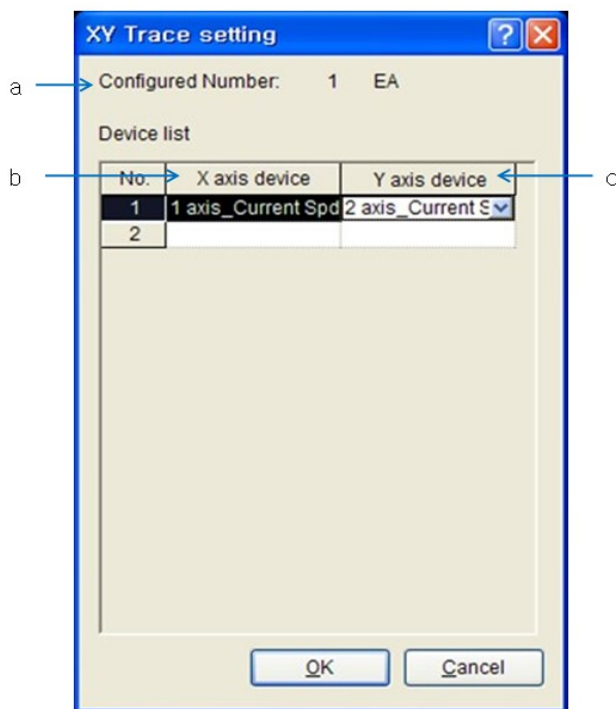 XY Trace setting
a Configured Number: 1 EA
Device list
b No. X axis device Y axis device c
1 1 axis_Current Spd 2 axis_Current S
2
OK Cancel